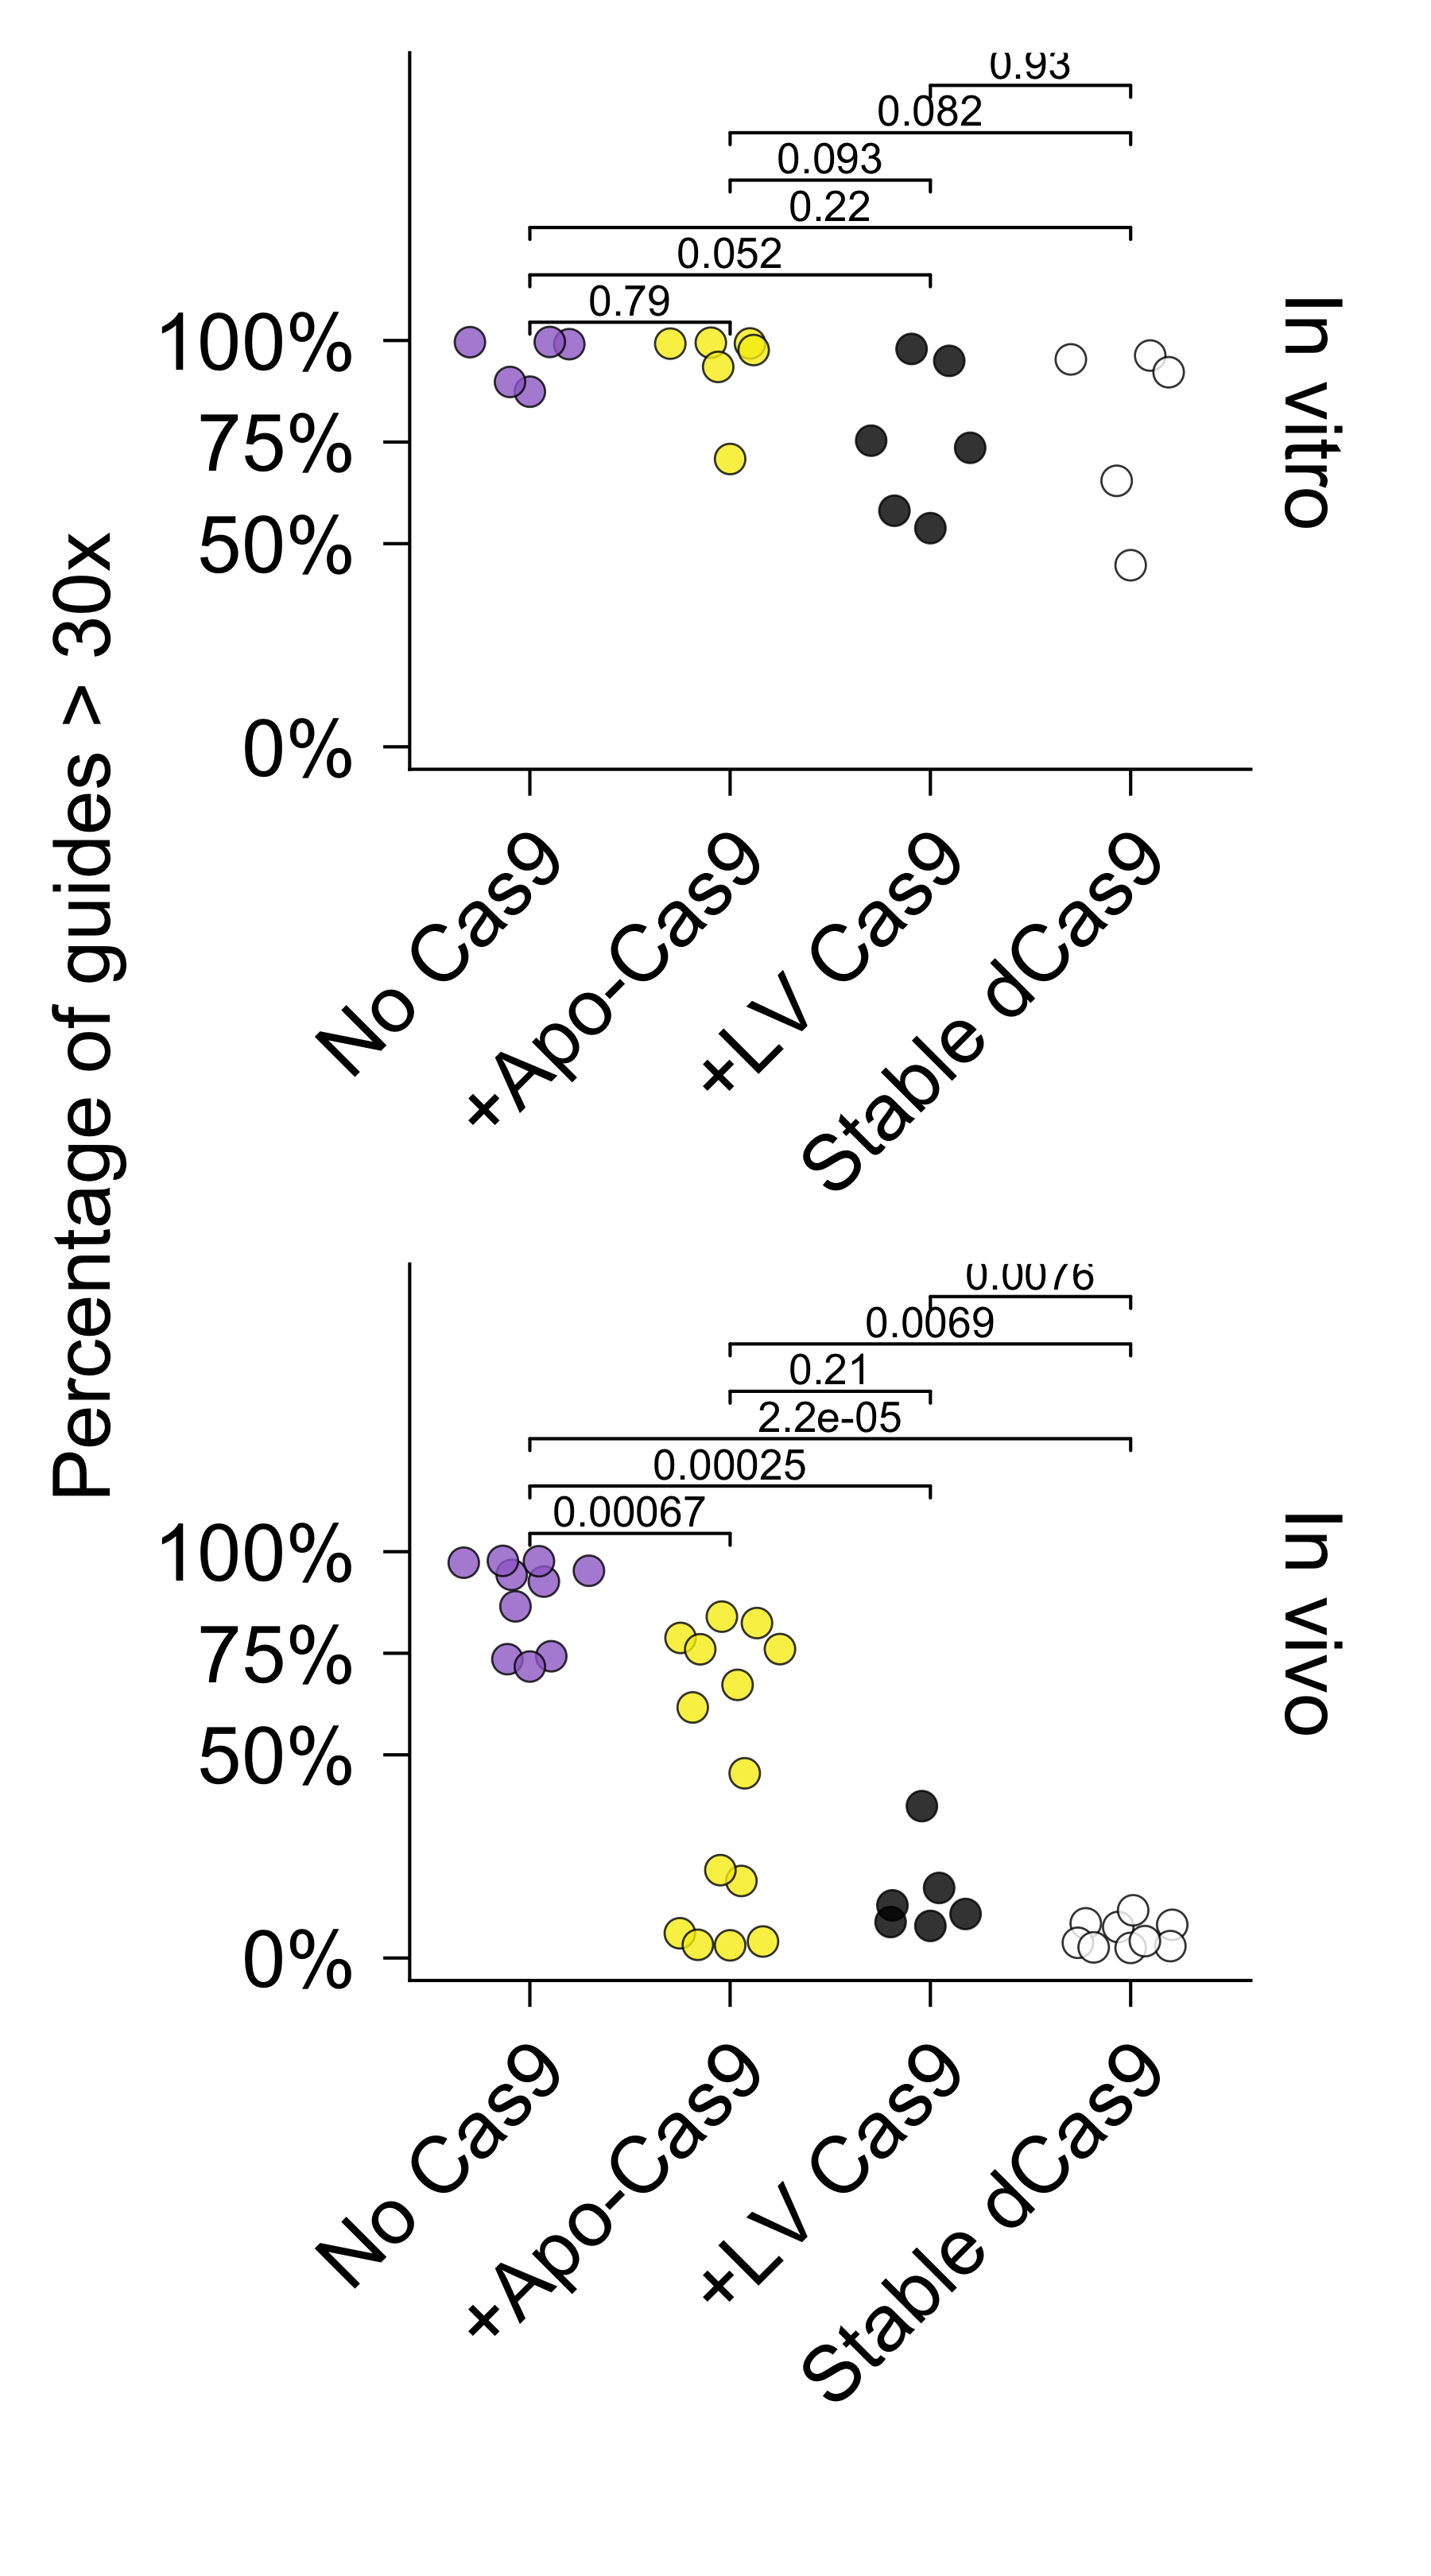 Percentage of guides > 30x
0.93
0.082
0.093
0.22
0.052
0.79
100%
75%
50%
0%
In vitro
No Cas9
+Apo-Cas9
+LV Cas9
Stable dCas9
0.0076
0.0069
0.21
2.2e-05
0.00025
0.00067
100%
75%
50%
0%
In vivo
No Cas9
+Apo-Cas9
+LV Cas9
Stable dCas9